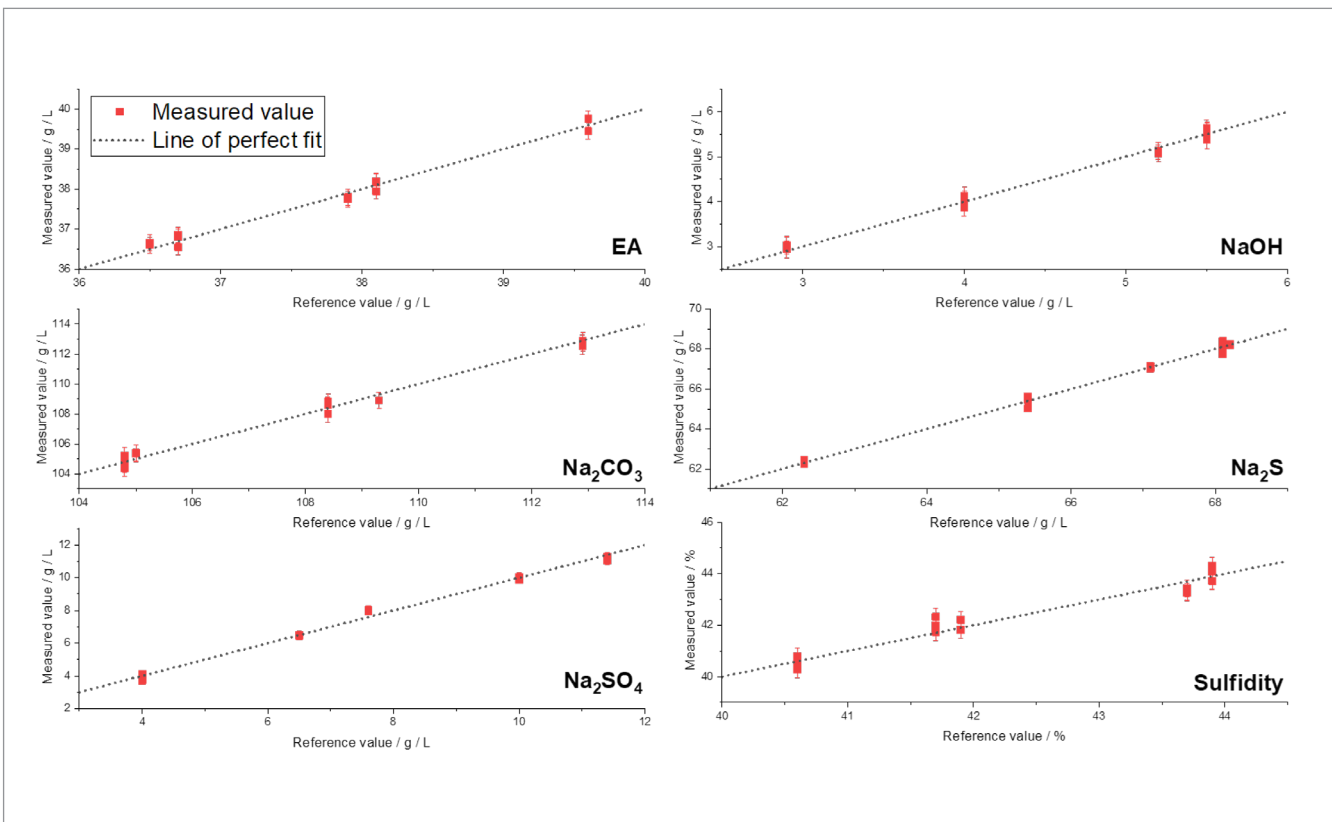 Measured value
Line of perfect fit
Measured value / g / L
40
39
38
37
36
36
37
38
39
40
Reference value / g / L
EA
Measured value / g / L
6
5
4
3
3
4
5
6
Reference value / g / L
NaOH
Measured value / g / L
114
112
110
108
106
104
104
106
108
110
112
114
Reference value / g / L
Na₂CO₃
Measured value / g/L
70
68
66
64
62
62
64
66
68
Reference value / g/L
Na₂S
Measured value / g / L
12
10
8
6
4
2
4
6
8
10
12
Reference value / g / L
Na₂SO₄
Measured value / %
46
44
42
40
40
41
42
43
44
Reference value / %
Sulfidity